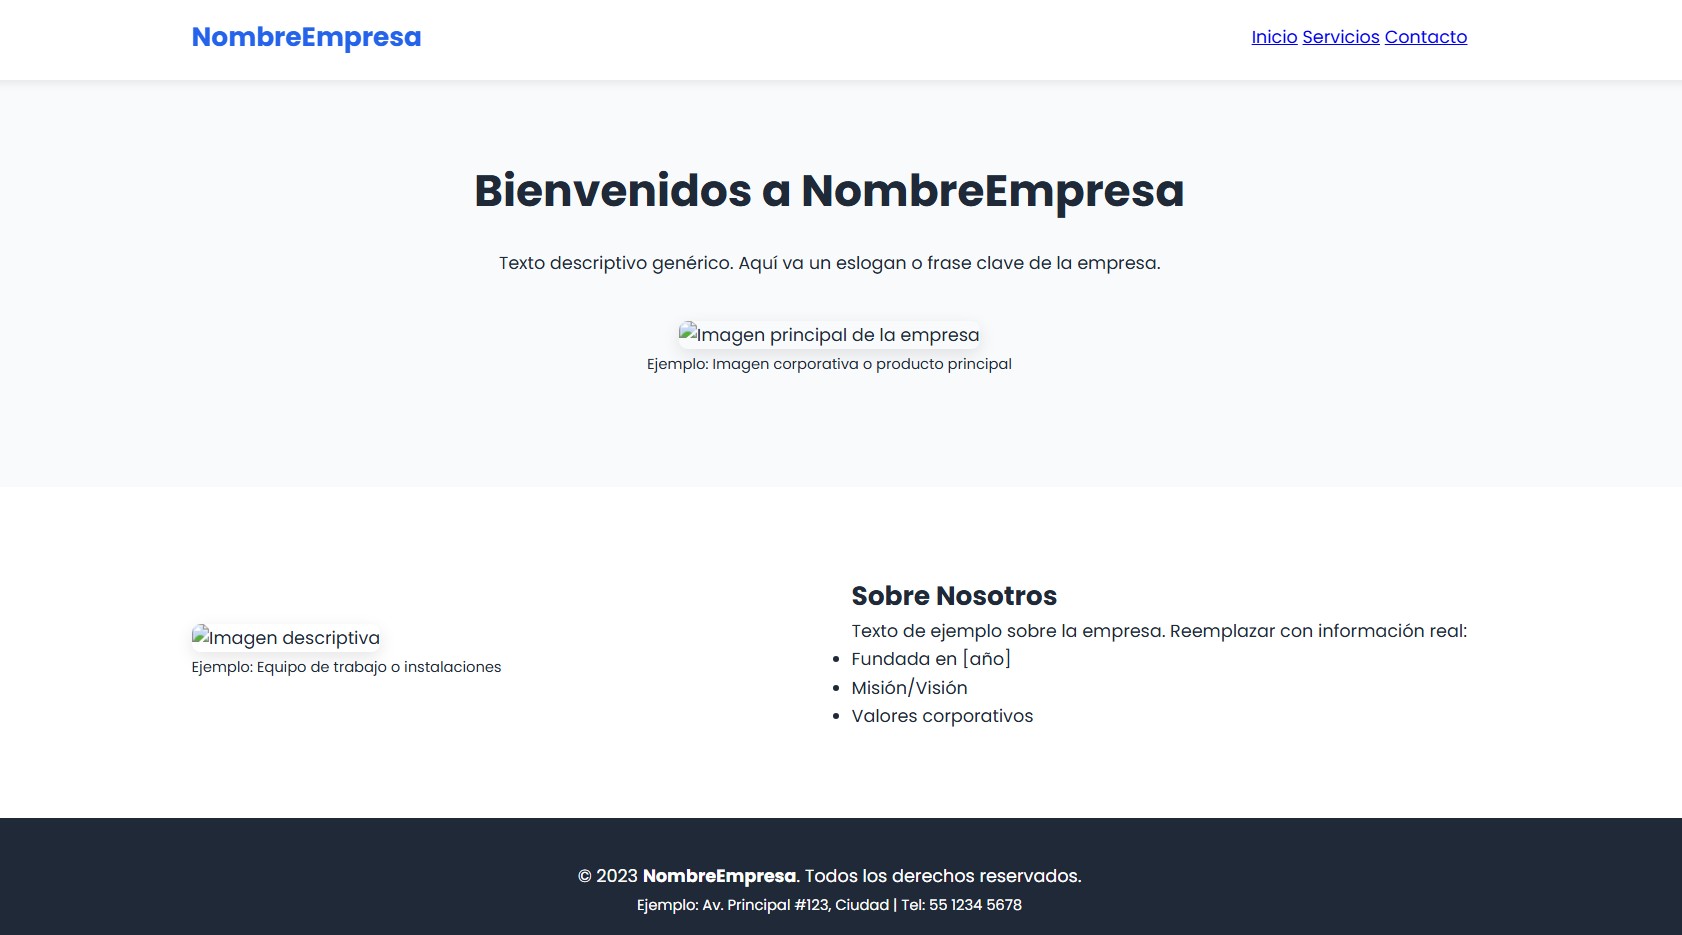 NombreEmpresa
Inicio Servicios Contacto
Bienvenidos a NombreEmpresa
Texto descriptivo genérico. Aquí va un eslogan o frase clave de la empresa.
Imagen principal de la empresa
Ejemplo: Imagen corporativa o producto principal
Imagen descriptiva
Ejemplo: Equipo de trabajo o instalaciones
Sobre Nosotros
Texto de ejemplo sobre la empresa. Reemplazar con información real:
• Fundada en [año]
• Misión/Visión
• Valores corporativos
© 2023 NombreEmpresa. Todos los derechos reservados.
Ejemplo: Av. Principal #123, Ciudad | Tel: 55 1234 5678